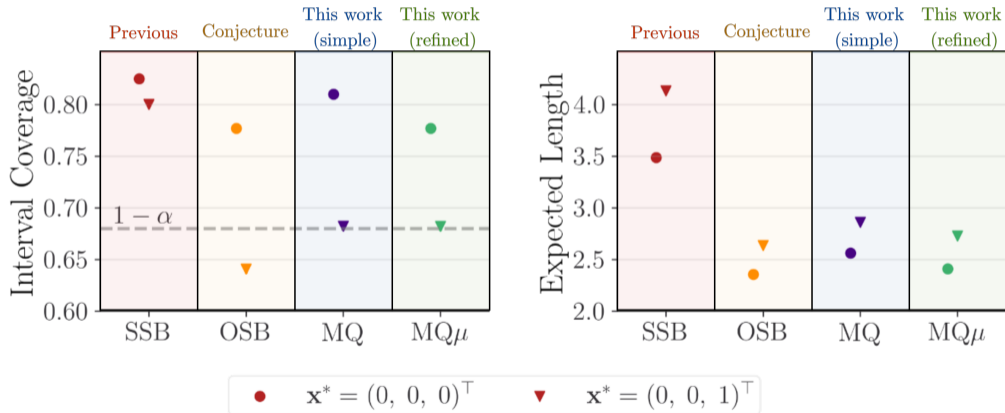 Previous
Conjecture
This work
(simple)
This work
(refined)
Interval Coverage
0.80
0.75
0.70
0.65
0.60
1 − α
SSB
OSB
MQ
MQμ
Previous
Conjecture
This work
(simple)
This work
(refined)
Expected Length
4.0
3.5
3.0
2.5
2.0
SSB
OSB
MQ
MQμ
x* = (0, 0, 0)⊤
x* = (0, 0, 1)⊤